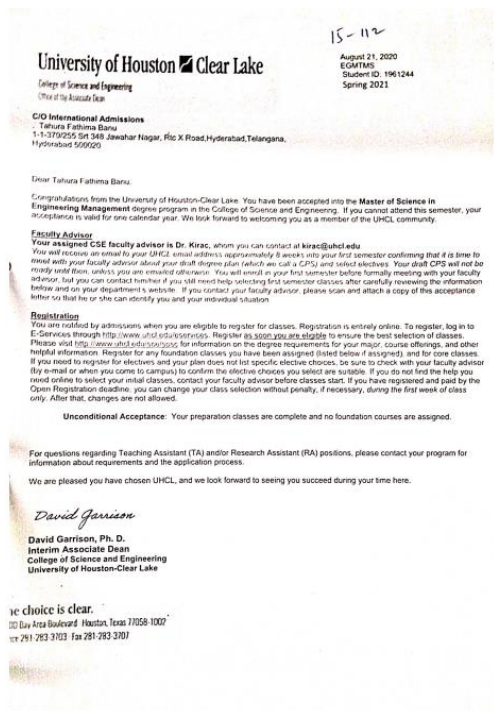 15-112
University of Houston Clear Lake
August 21, 2020
EGMTMS
Student ID. 1961244
Spring 2021
College of Science and Engineering
Office of the Associate Dean
C/O International Admissions
Tahura Fathima Banu
1-1-379/255 Srt 348 Jawahar Nagar, Rtc X Road,Hyderabad,Telangana,
Hyderabad 500020
Dear Tahura Fathima Banu.
Congratulations from the University of Houston-Clear Lake. You have been accepted into the Master of Science in
Engineering Management degree program in the College of Science and Engineering. If you cannot attend this semester, your
acceptance is valid for one calendar year. We look forward to welcoming you as a member of the UHCL community.
Faculty Advisor
Your assigned CSE faculty advisor is Dr. Kirac, whom you can contact at kirac@uhcl.edu
You will receive an email to your UHCL email address approximately 8 weeks into your first semester confirming that it is time to
meet with your faculty advisor about your draft degree plan (which we call a CPS) and select electives. Your draft CPS will not be
ready until then, unless you are emailed otherwise. You will enroll in your first semester before formally meeting with your faculty
advisor, but you can contact him/her if you still need help selecting first semester classes after carefully reviewing the information
below and on your department's website. If you contact your faculty advisor, please scan and attach a copy of this acceptance
letter so that he or she can identify you and your individual situation
Registration
You are notified by admissions when you are eligible to register for classes. Registration is entirely online. To register, log in to
E-Services through http://www.uhcl.edu/eservices. Register as soon you are eligible to ensure the best selection of classes.
Please visit for information on the degree requirements for your major, course offerings, and other
helpful information. Register for any foundation classes you have been assigned (listed below if assigned), and for core classes.
If you need to register for electives and your plan does not list specific elective choices, be sure to check with your faculty advisor
(by e-mail or when you come to campus) to confirm the elective choices you select are suitable. If you do not find the help you
need online to select your initial classes, contact your faculty advisor before classes start. If you have registered and paid by the
Open Registration deadline, you can change your class selection without penalty, if necessary, during the first week of class
only. After that, changes are not allowed.
Unconditional Acceptance: Your preparation classes are complete and no foundation courses are assigned.
For questions regarding Teaching Assistant (TA) and/or Research Assistant (RA) positions, please contact your program for
information about requirements and the application process.
We are pleased you have chosen UHCL, and we look forward to seeing you succeed during your time here.
David Garrison
David Garrison, Ph. D.
Interim Associate Dean
College of Science and Engineering
University of Houston-Clear Lake
he choice is clear.
00 Bay Area Boulevard Houston, Texas 77058-1002
281-283-3703 Fax 281-283-3707